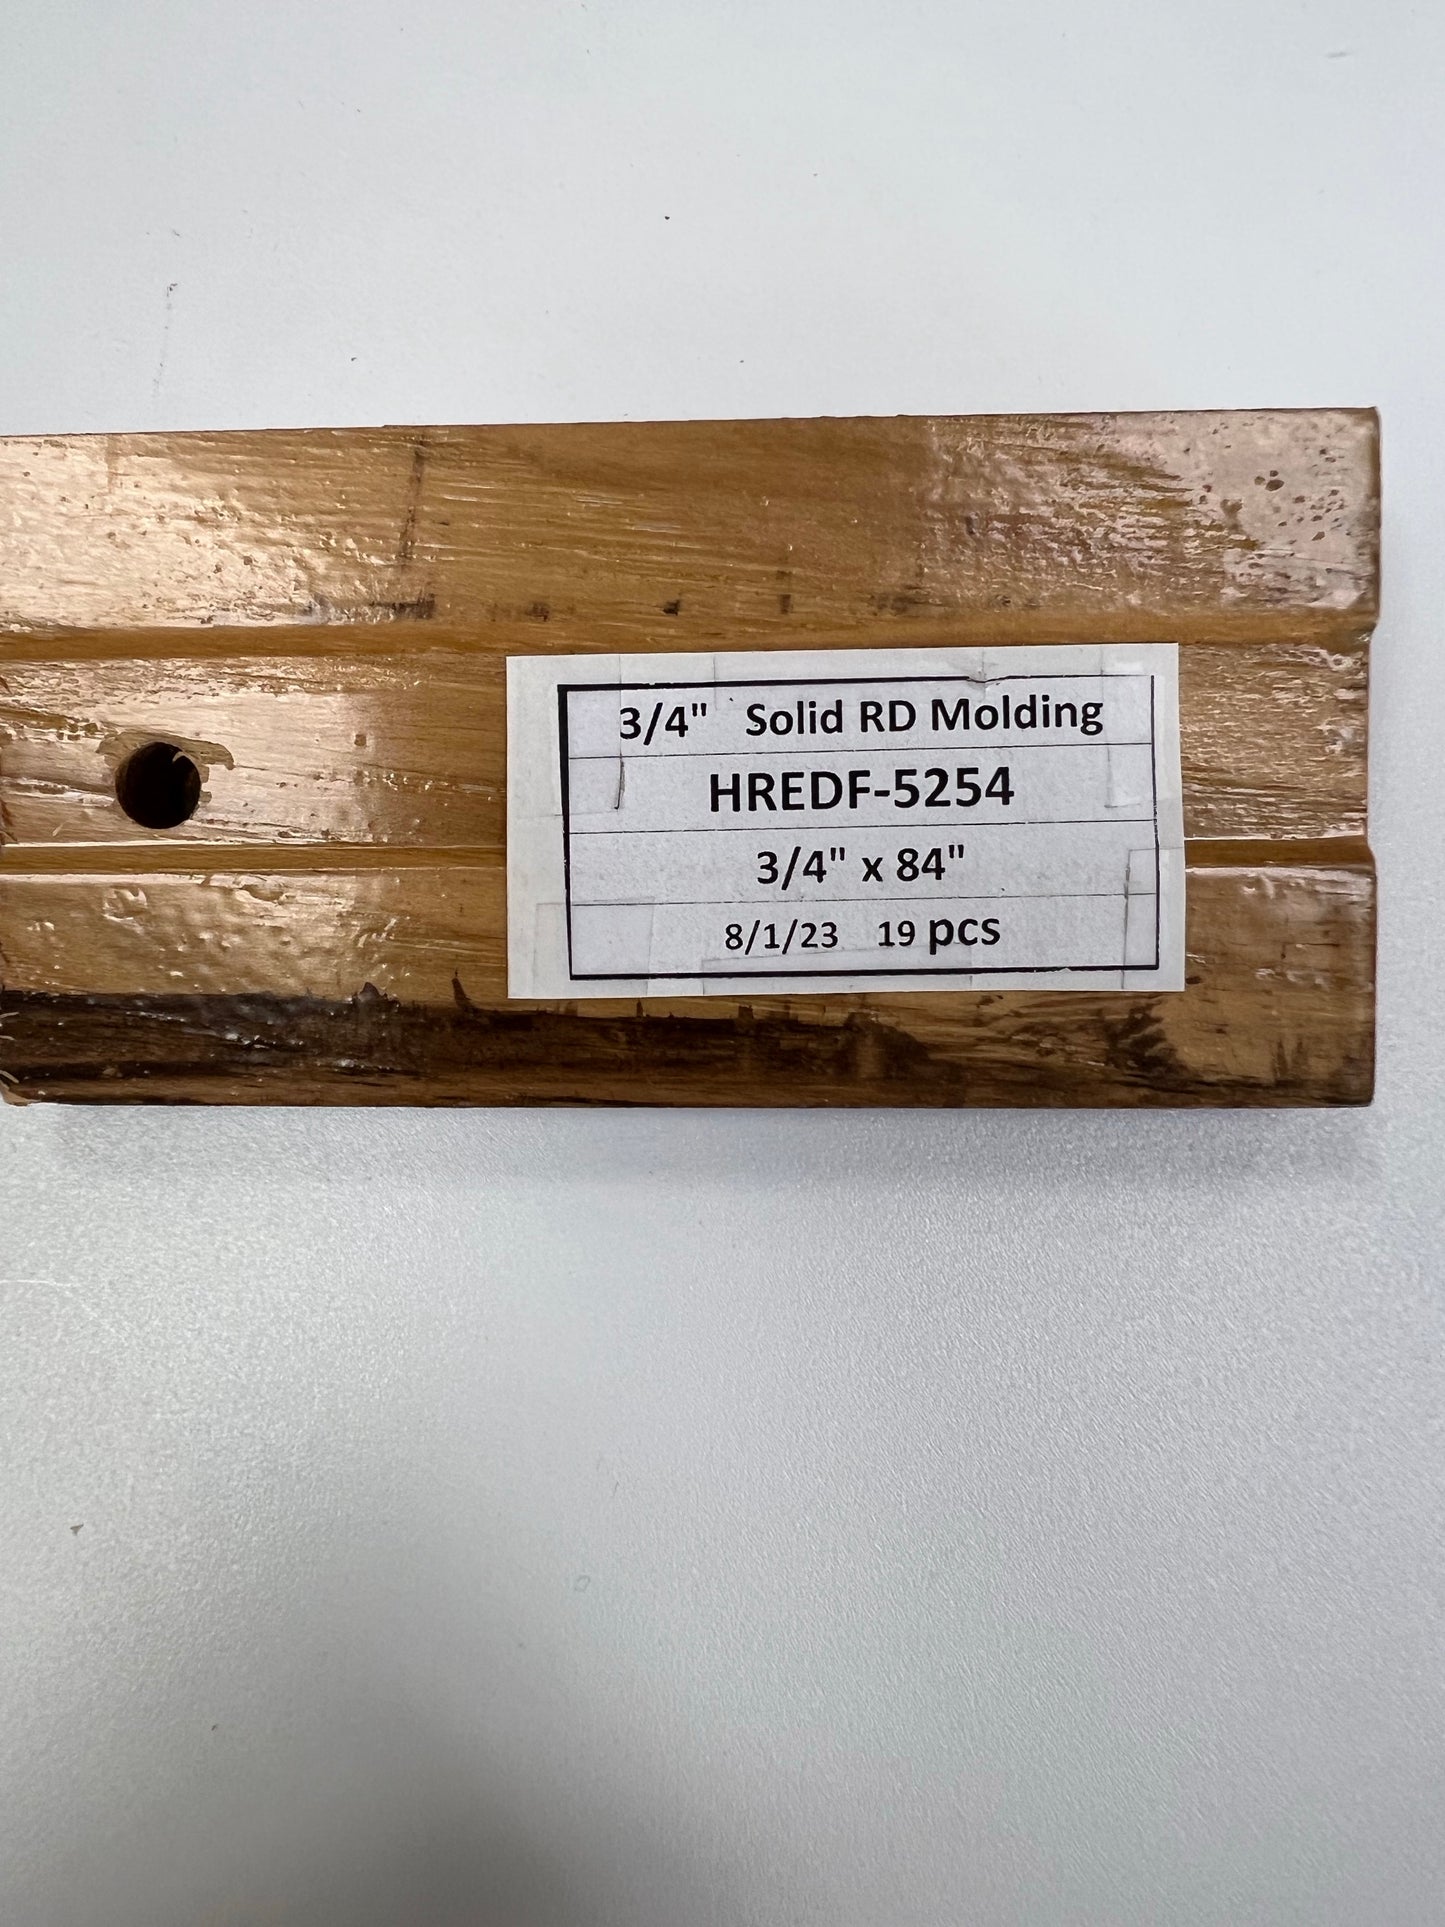 3/4" Solid RD Molding
HREDF-5254
3/4" x 84"
8/1/23 19 pcs